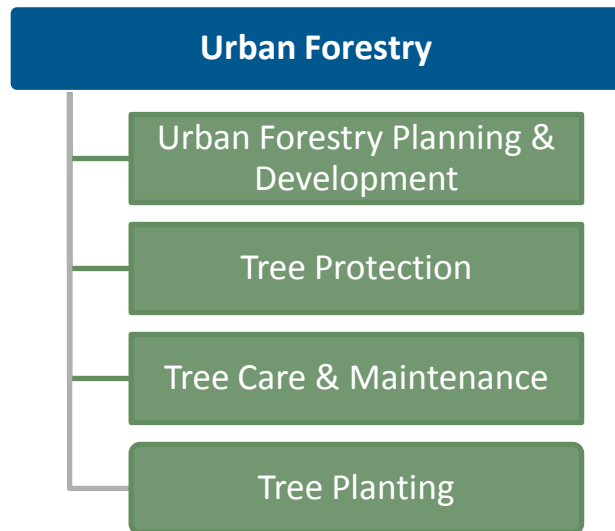 Urban Forestry
Urban Forestry Planning &
Development
Tree Protection
Tree Care & Maintenance
Tree Planting